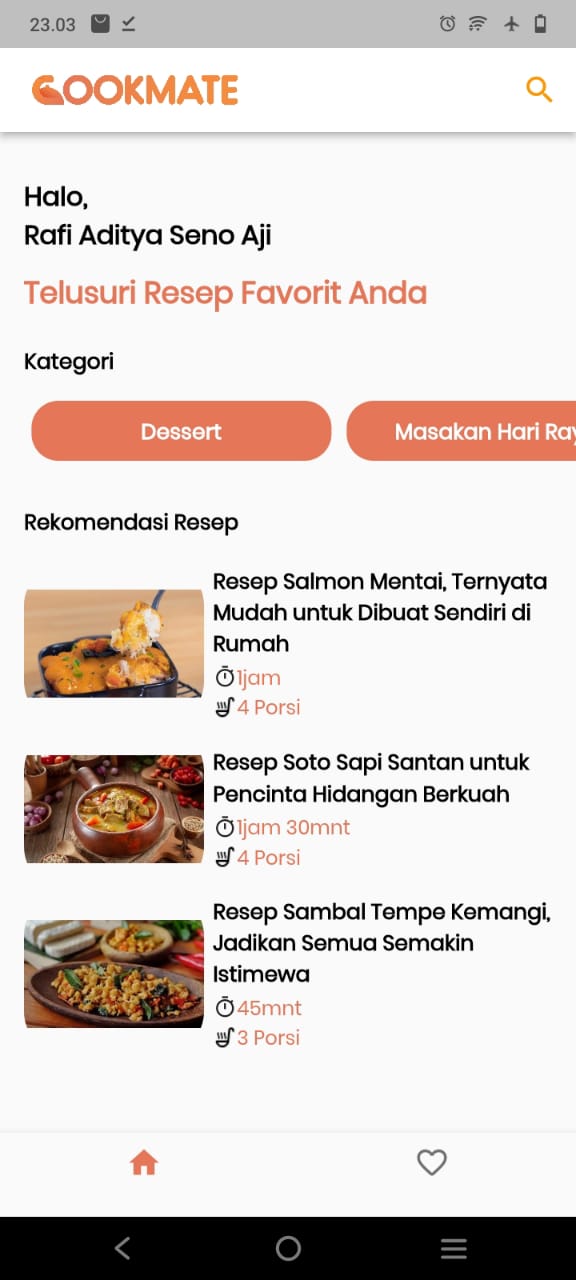 23.03
COOKMATE
Halo,
Rafi Aditya Seno Aji
Telusuri Resep Favorit Anda
Kategori
Dessert
Masakan Hari Ray
Rekomendasi Resep
Resep Salmon Mentai, Ternyata
Mudah untuk Dibuat Sendiri di
Rumah
1jam
4 Porsi
Resep Soto Sapi Santan untuk
Pencinta Hidangan Berkuah
1jam 30mnt
4 Porsi
Resep Sambal Tempe Kemangi,
Jadikan Semua Semakin
Istimewa
45mnt
3 Porsi